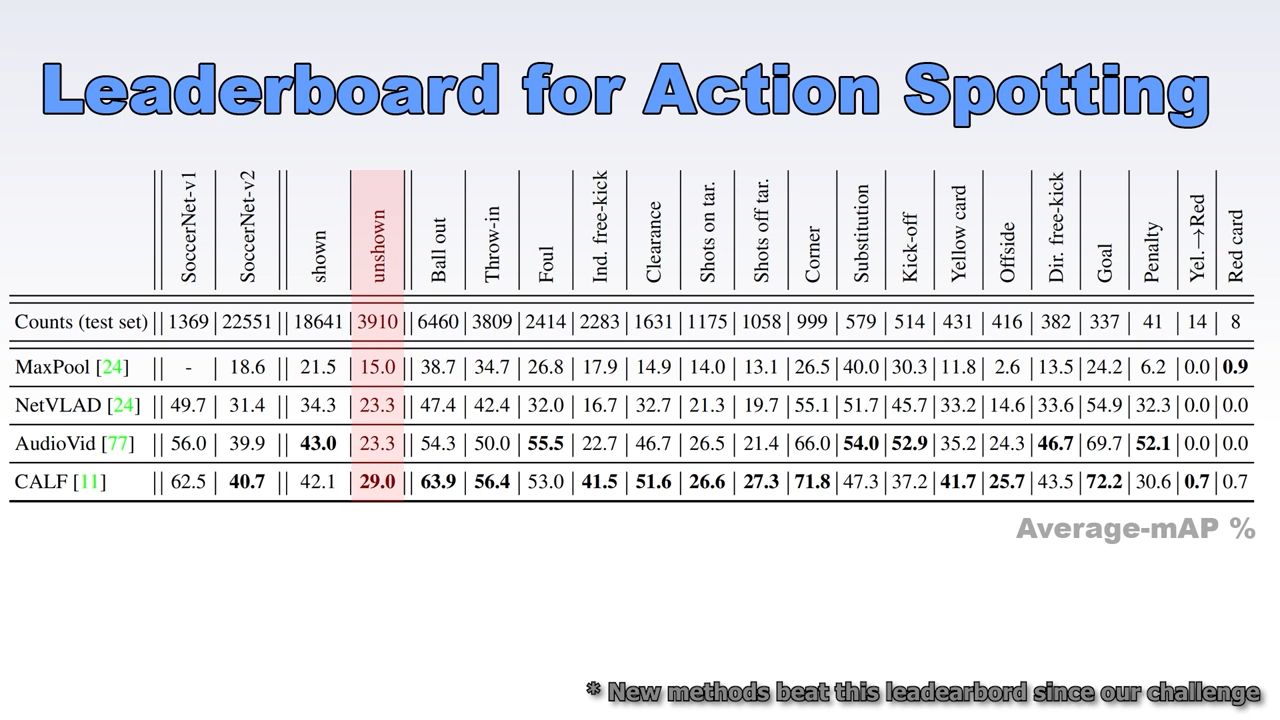 Leaderboard for Action Spotting
SoccerNet-v1 SoccerNet-v2 shown unshown Ball out Throw-in Foul Ind. free-kick Clearance Shots on tar. Shots off tar. Corner Substitution Kick-off Yellow card Offside Dir. free-kick Goal Penalty Yel.→Red Red card
Counts (test set) 1369 22551 18641 3910 6460 3809 2414 2283 1631 1175 1058 999 579 514 431 416 382 337 41 14 8
MaxPool [24] - 18.6 21.5 15.0 38.7 34.7 26.8 17.9 14.9 14.0 13.1 26.5 40.0 30.3 11.8 2.6 13.5 24.2 6.2 0.0 0.9
NetVLAD [24] 49.7 31.4 34.3 23.3 47.4 42.4 32.0 16.7 32.7 21.3 19.7 55.1 51.7 45.7 33.2 14.6 33.6 54.9 32.3 0.0 0.0
AudioVid [77] 56.0 39.9 43.0 23.3 54.3 50.0 55.5 22.7 46.7 26.5 21.4 66.0 54.0 52.9 35.2 24.3 46.7 69.7 52.1 0.0 0.0
CALF [11] 62.5 40.7 42.1 29.0 63.9 56.4 53.0 41.5 51.6 26.6 27.3 71.8 47.3 37.2 41.7 25.7 43.5 72.2 30.6 0.7 0.7
Average-mAP %
* New methods beat this leadearbord since our challenge